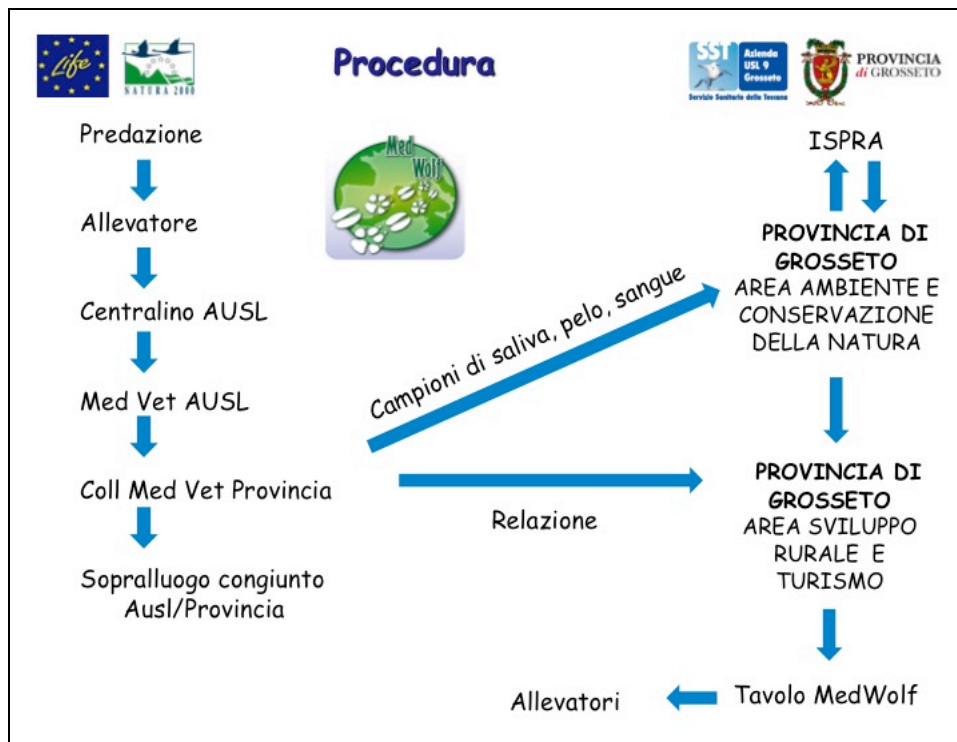 Life
NATURA 2000
Procedura
SST
Azienda
USL 9
Grosseto
Servizio Sanitario della Toscana
PROVINCIA
di GROSSETO
Med
Wolf
Predazione
Allevatore
Centralino AUSL
Med Vet AUSL
Coll Med Vet Provincia
Sopralluogo congiunto
Ausl/Provincia
Campioni di saliva, pelo, sangue
Relazione
ISPRA
PROVINCIA DI
GROSSETO
AREA AMBIENTE E
CONSERVAZIONE
DELLA NATURA
PROVINCIA DI
GROSSETO
AREA SVILUPPO
RURALE E
TURISMO
Tavolo MedWolf
Allevatori